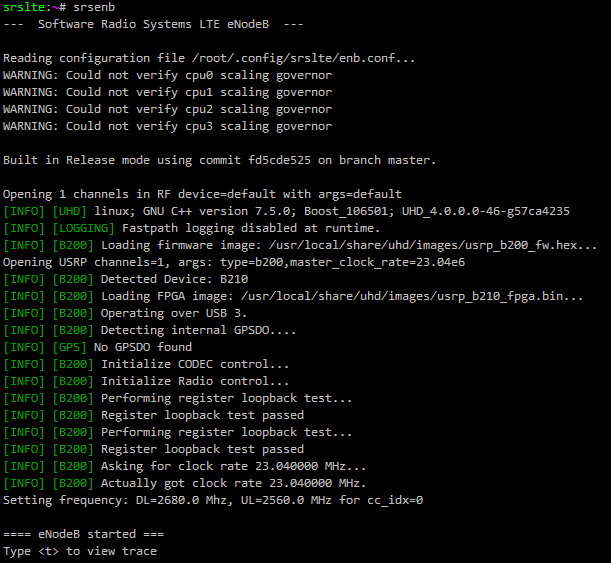 srslte:~# srsenb
--- Software Radio Systems LTE eNodeB ---
Reading configuration file /root/.config/srslte/enb.conf...
WARNING: Could not verify cpu0 scaling governor
WARNING: Could not verify cpu1 scaling governor
WARNING: Could not verify cpu2 scaling governor
WARNING: Could not verify cpu3 scaling governor
Built in Release mode using commit fd5cde525 on branch master.
Opening 1 channels in RF device=default with args=default
[INFO] [UHD] linux; GNU C++ version 7.5.0; Boost_106501; UHD_4.0.0.0-46-g57ca4235
[INFO] [LOGGING] Fastpath logging disabled at runtime.
[INFO] [B200] Loading firmware image: /usr/local/share/uhd/images/usrp_b200_fw.hex...
Opening USRP channels=1, args: type=b200,master_clock_rate=23.04e6
[INFO] [B200] Detected Device: B210
[INFO] [B200] Loading FPGA image: /usr/local/share/uhd/images/usrp_b210_fpga.bin...
[INFO] [B200] Operating over USB 3.
[INFO] [B200] Detecting internal GPSDO....
[INFO] [GPS] No GPSDO found
[INFO] [B200] Initialize CODEC control...
[INFO] [B200] Initialize Radio control...
[INFO] [B200] Performing register loopback test...
[INFO] [B200] Register loopback test passed
[INFO] [B200] Performing register loopback test...
[INFO] [B200] Register loopback test passed
[INFO] [B200] Asking for clock rate 23.040000 MHz...
[INFO] [B200] Actually got clock rate 23.040000 MHz.
Setting frequency: DL=2680.0 Mhz, UL=2560.0 MHz for cc_idx=0
==== eNodeB started ===
Type <t> to view trace